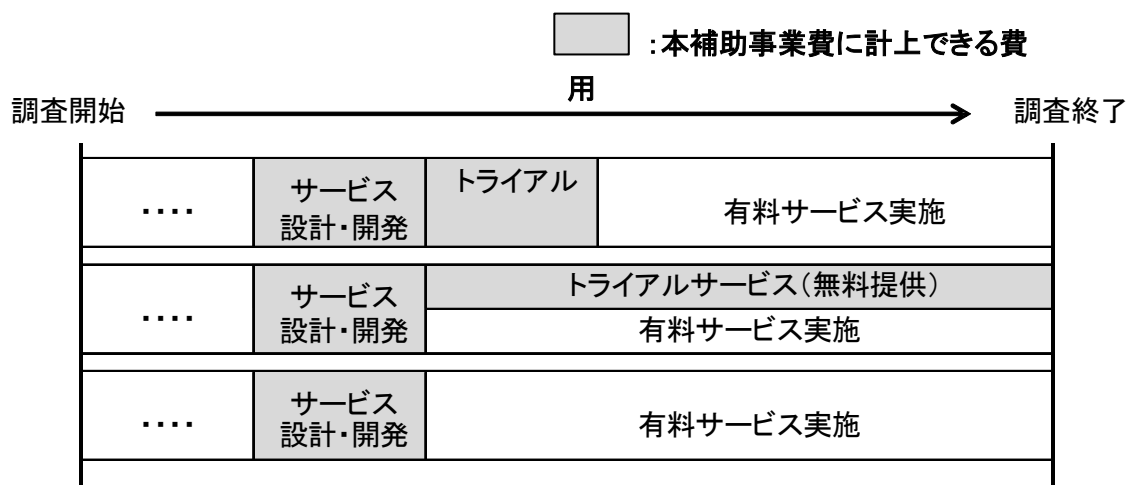 :本補助事業費に計上できる費
用
調査開始
調査終了
‥‥
サービス
設計・開発
トライアル
有料サービス実施
‥‥
サービス
設計・開発
トライアルサービス(無料提供)
有料サービス実施
‥‥
サービス
設計・開発
有料サービス実施